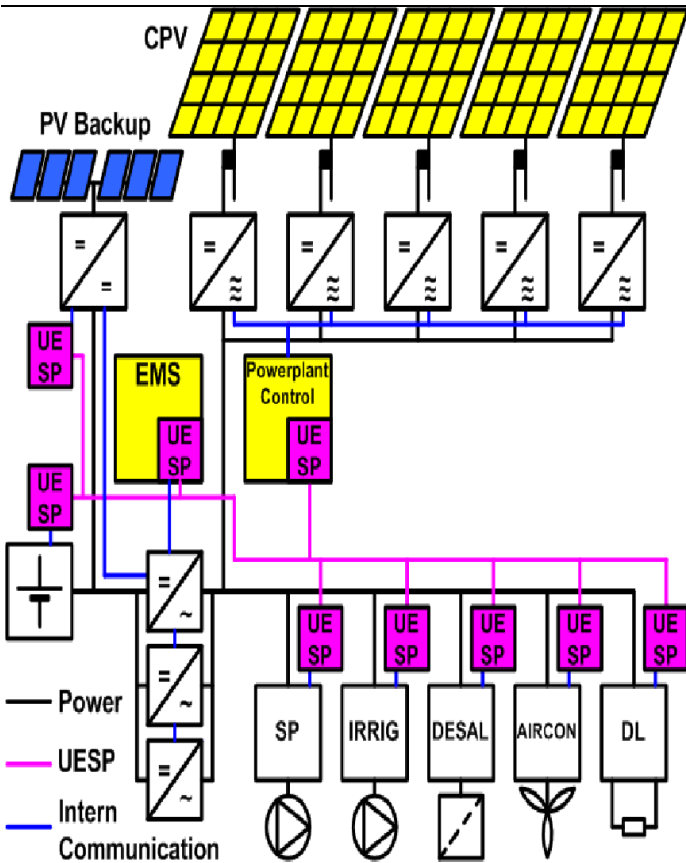 CPV
PV Backup
=
=
=
≈
=
≈
=
≈
=
≈
=
≈
UE
SP
EMS
UE
SP
Powerplant
Control
UE
SP
UE
SP
=
~
=
~
=
~
UE
SP
UE
SP
UE
SP
UE
SP
UE
SP
SP
IRRIG
DESAL
AIRCON
DL
Power
UESP
Intern
Communication